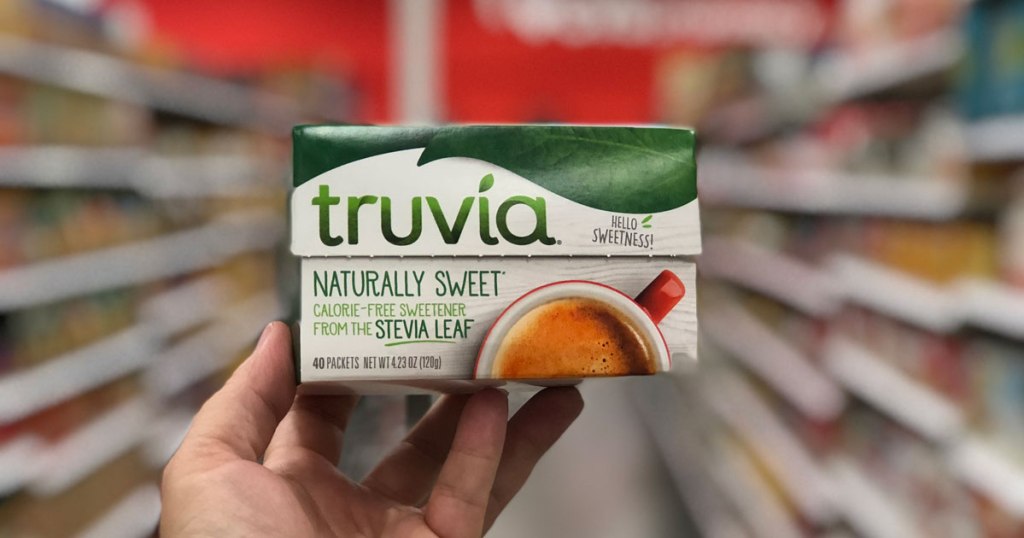 truvía.
HELLO
SWEETNESS!
NATURALLY SWEET*
CALORIE-FREE SWEETENER
FROM THE STEVIA LEAF
40 PACKETS NET WT 4.23 OZ (120g)